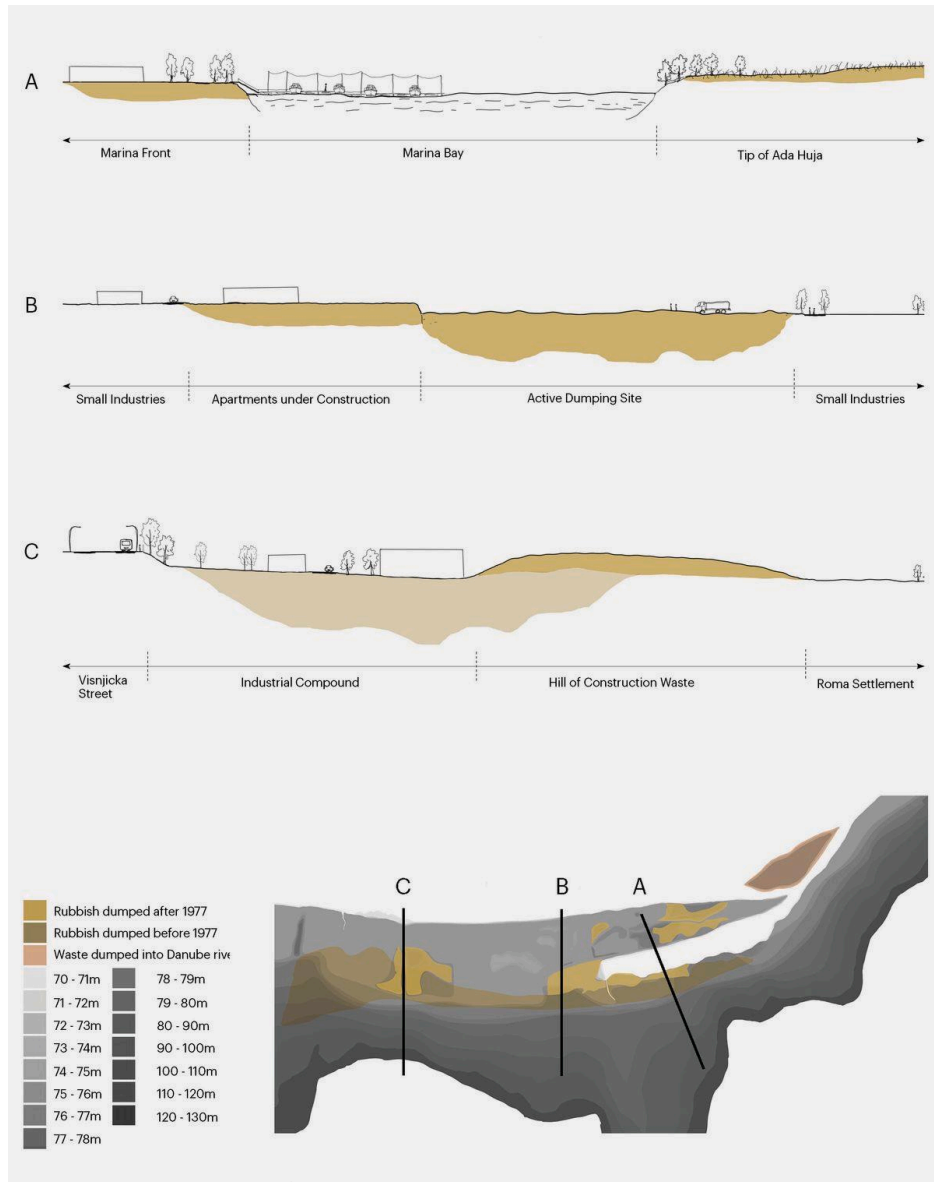 A
Marina Front
Marina Bay
Tip of Ada Huja
B
Small Industries
Apartments under Construction
Active Dumping Site
Small Industries
C
Visnjicka
Street
Industrial Compound
Hill of Construction Waste
Roma Settlement
C
B
A
Rubbish dumped after 1977
Rubbish dumped before 1977
Waste dumped into Danube rive
70 - 71m
78 - 79m
71 - 72m
79 - 80m
72 - 73m
80 - 90m
73 - 74m
90 - 100m
74 - 75m
100 - 110m
75 - 76m
110 - 120m
76 - 77m
120 - 130m
77 - 78m